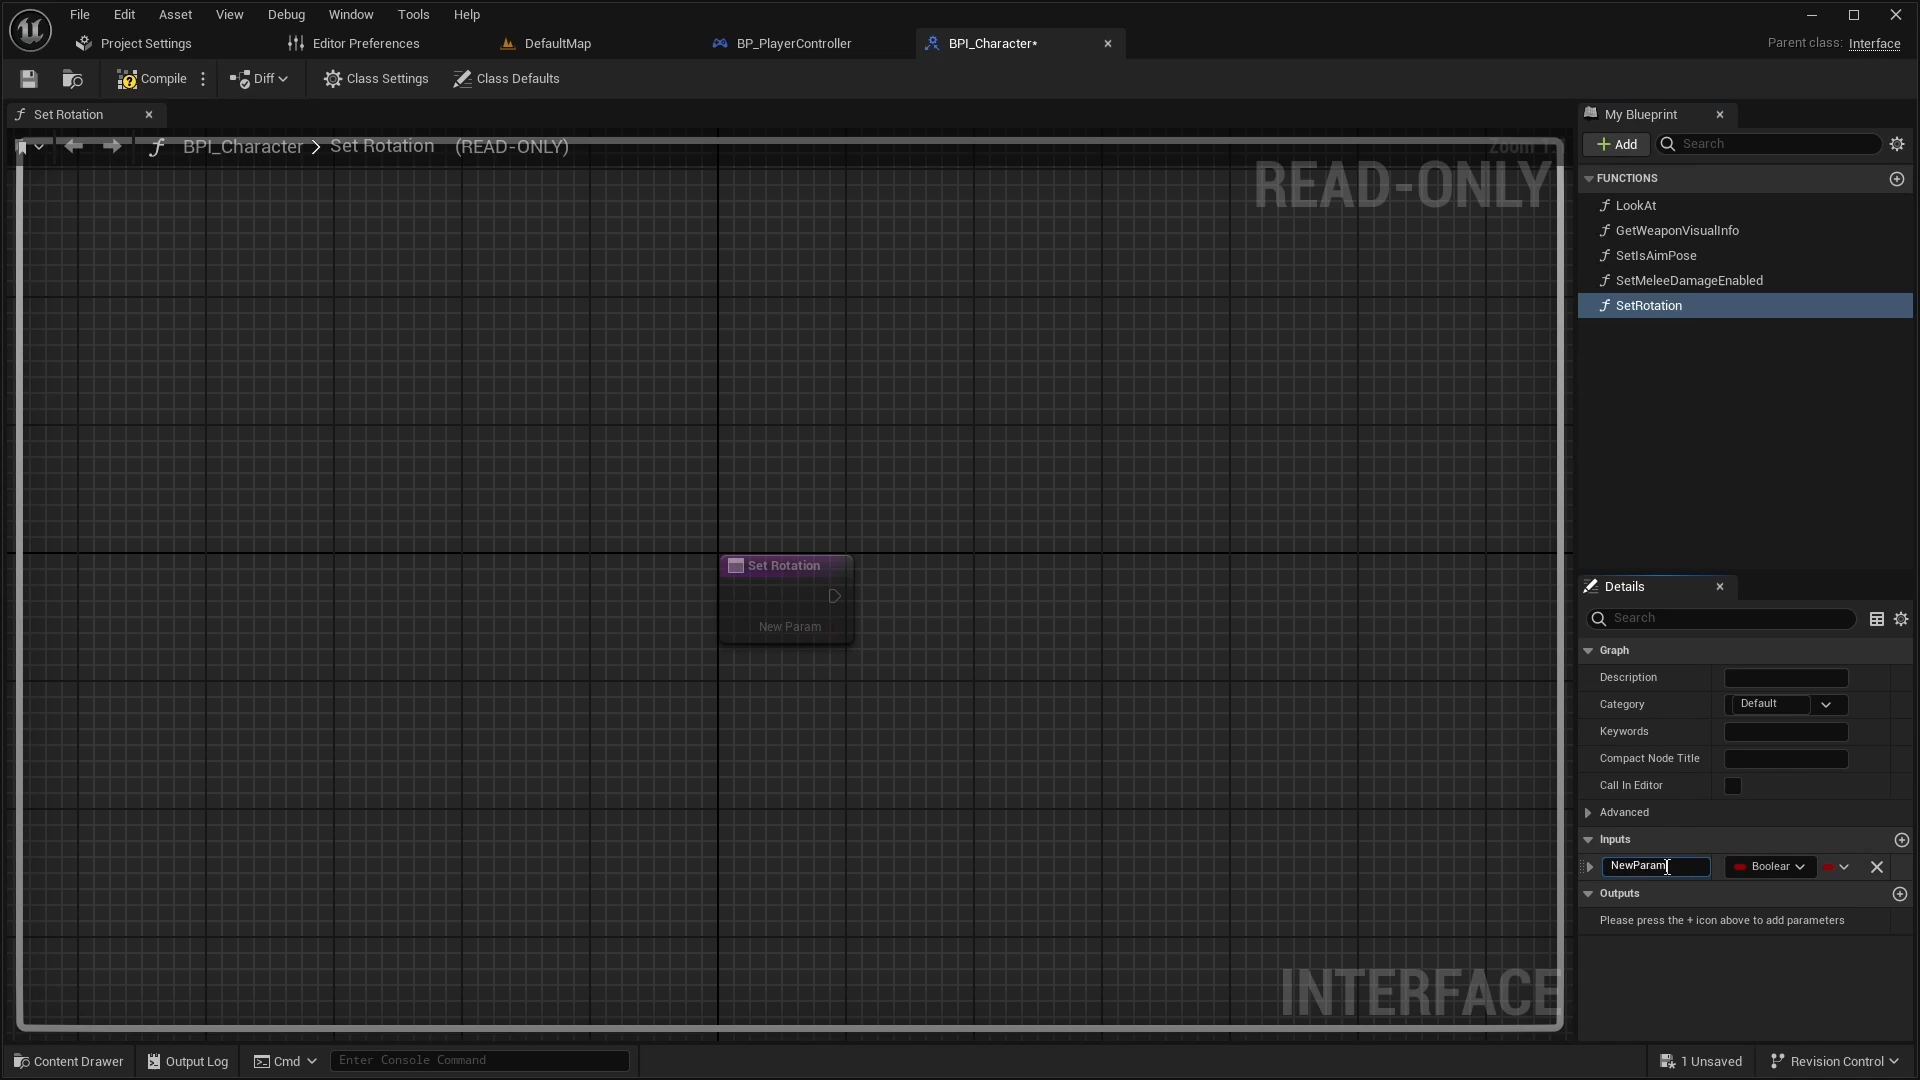 File Edit Asset View Debug Window Tools Help
Project Settings Editor Preferences DefaultMap BP_PlayerController BPI_Character* Parent class: Interface
Compile Diff Class Settings Class Defaults
Set Rotation
BPI_Character > Set Rotation (READ-ONLY)
READ-ONLY
Set Rotation
New Param
INTERFACE
My Blueprint
Add Search
FUNCTIONS
LookAt
GetWeaponVisualInfo
SetIsAimPose
SetMeleeDamageEnabled
SetRotation
Details
Search
Graph
Description
Category Default
Keywords
Compact Node Title
Call In Editor
Advanced
Inputs
NewParam Boolear
Outputs
Please press the + icon above to add parameters
Content Drawer Output Log Cmd Enter Console Command 1 Unsaved Revision Control